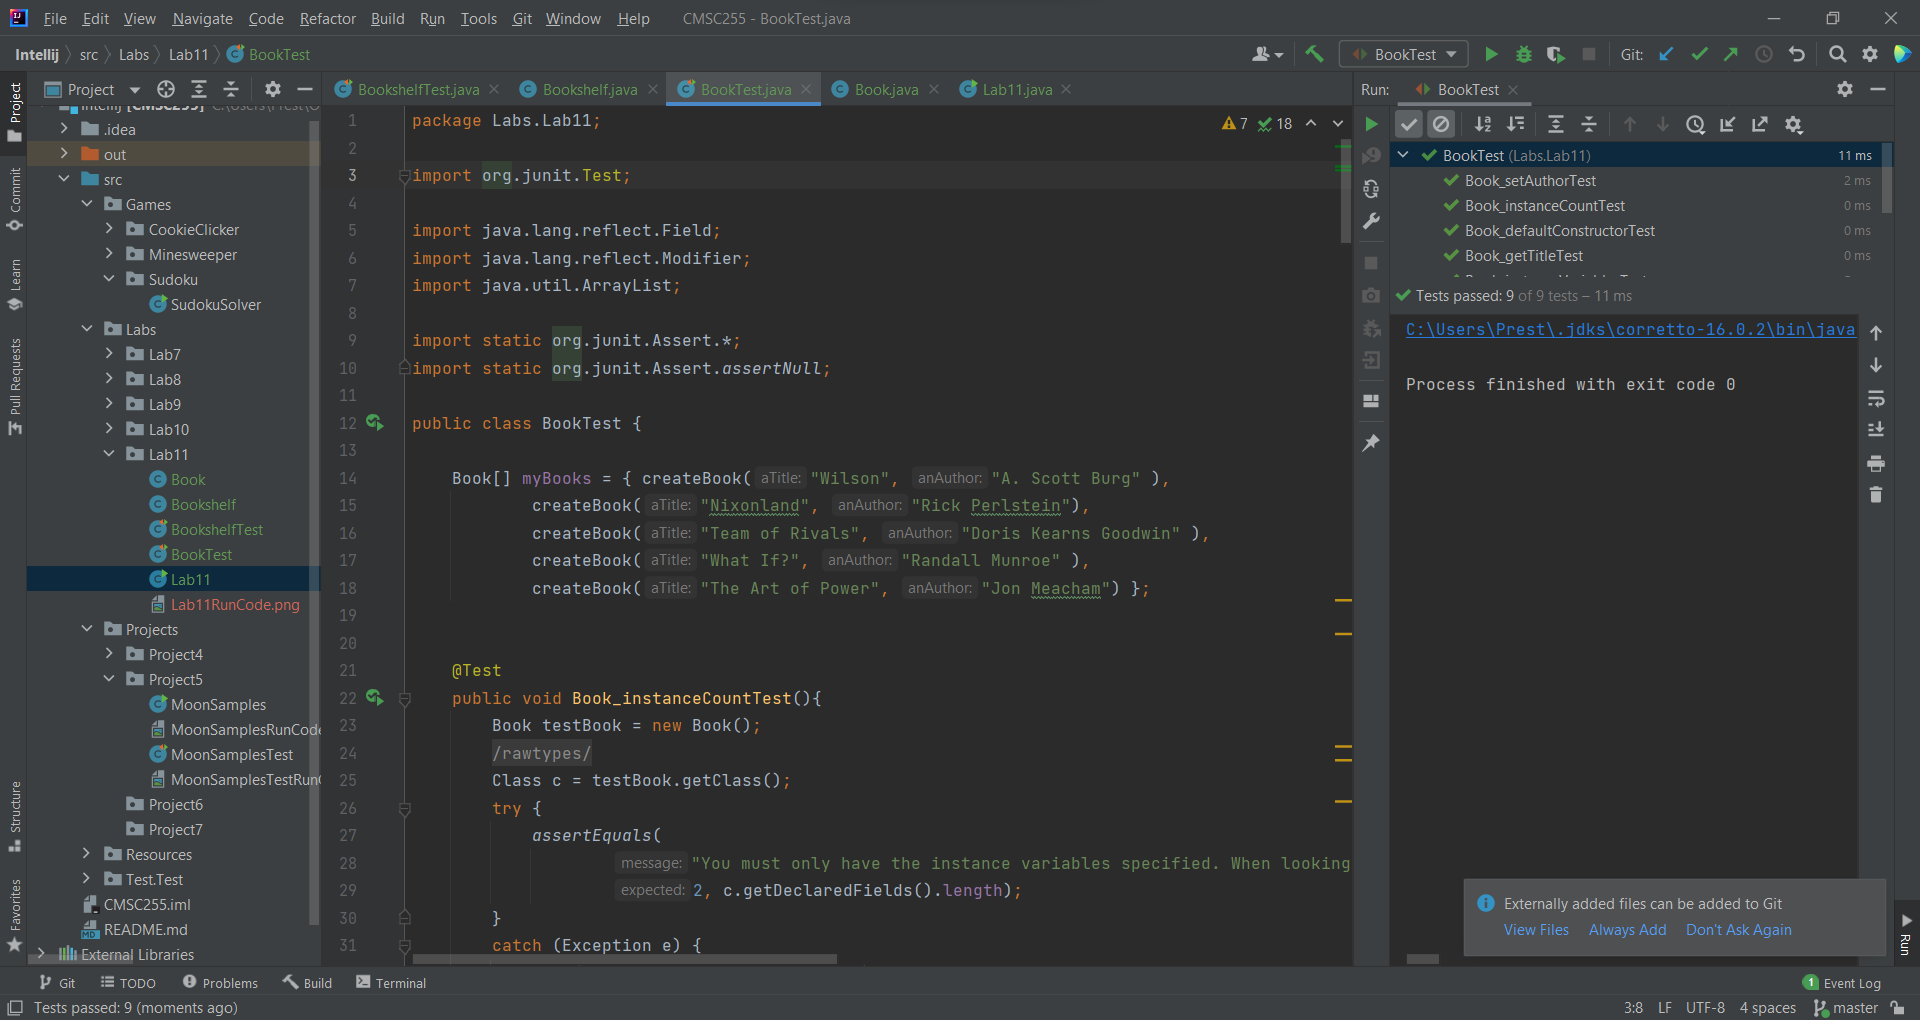 File Edit View Navigate Code Refactor Build Run Tools Git Window Help CMSC255 - BookTest.java
Intellij src Labs Lab11 BookTest
BookTest Git:
Project
Commit
Learn
Pull Requests
Structure
Favorites
Project
Intellij [CMSC255]
.idea
out
src
Games
CookieClicker
Minesweeper
Sudoku
SudokuSolver
Labs
Lab7
Lab8
Lab9
Lab10
Lab11
Book
Bookshelf
BookshelfTest
BookTest
Lab11
Lab11RunCode.png
Projects
Project4
Project5
MoonSamples
MoonSamplesRunCode
MoonSamplesTest
MoonSamplesTestRun
Project6
Project7
Resources
Test.Test
CMSC255.iml
README.md
External Libraries
BookshelfTest.java Bookshelf.java BookTest.java Book.java Lab11.java
7 18
1 package Labs.Lab11;
2
3 import org.junit.Test;
4
5 import java.lang.reflect.Field;
6 import java.lang.reflect.Modifier;
7 import java.util.ArrayList;
8
9 import static org.junit.Assert.*;
10 import static org.junit.Assert.assertNull;
11
12 public class BookTest {
13
14 Book[] myBooks = { createBook( aTitle: "Wilson", anAuthor: "A. Scott Burg" ),
15 createBook( aTitle: "Nixonland", anAuthor: "Rick Perlstein"),
16 createBook( aTitle: "Team of Rivals", anAuthor: "Doris Kearns Goodwin" ),
17 createBook( aTitle: "What If?", anAuthor: "Randall Munroe" ),
18 createBook( aTitle: "The Art of Power", anAuthor: "Jon Meacham") };
19
20
21 @Test
22 public void Book_instanceCountTest(){
23 Book testBook = new Book();
24 /rawtypes/
25 Class c = testBook.getClass();
26 try {
27 assertEquals(
28 message: "You must only have the instance variables specified. When looking
29 expected: 2, c.getDeclaredFields().length);
30 }
31 catch (Exception e) {
Run: BookTest
BookTest (Labs.Lab11) 11 ms
Book_setAuthorTest 2 ms
Book_instanceCountTest 0 ms
Book_defaultConstructorTest 0 ms
Book_getTitleTest 0 ms
Tests passed: 9 of 9 tests – 11 ms
C:\Users\Prest\.jdks\corretto-16.0.2\bin\java
Process finished with exit code 0
Externally added files can be added to Git
View Files Always Add Don't Ask Again
Run
Git TODO Problems Build Terminal 1 Event Log
Tests passed: 9 (moments ago) 3:8 LF UTF-8 4 spaces master